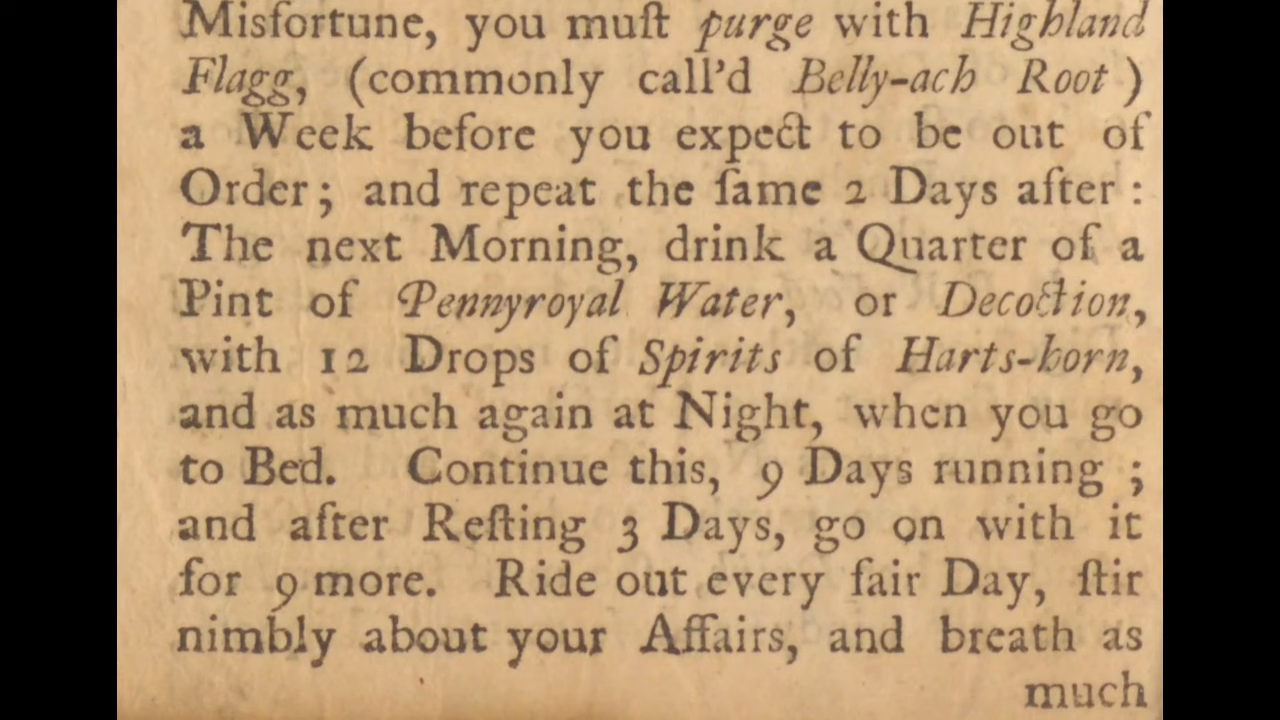 Misfortune, you muſt purge with Highland
Flagg, (commonly call'd Belly-ach Root)
a Week before you expect to be out of
Order; and repeat the ſame 2 Days after:
The next Morning, drink a Quarter of a
Pint of Pennyroyal Water, or Decoction,
with 12 Drops of Spirits of Harts-horn,
and as much again at Night, when you go
to Bed. Continue this, 9 Days running;
and after Reſting 3 Days, go on with it
for 9 more. Ride out every fair Day, ſtir
nimbly about your Affairs, and breath as
much